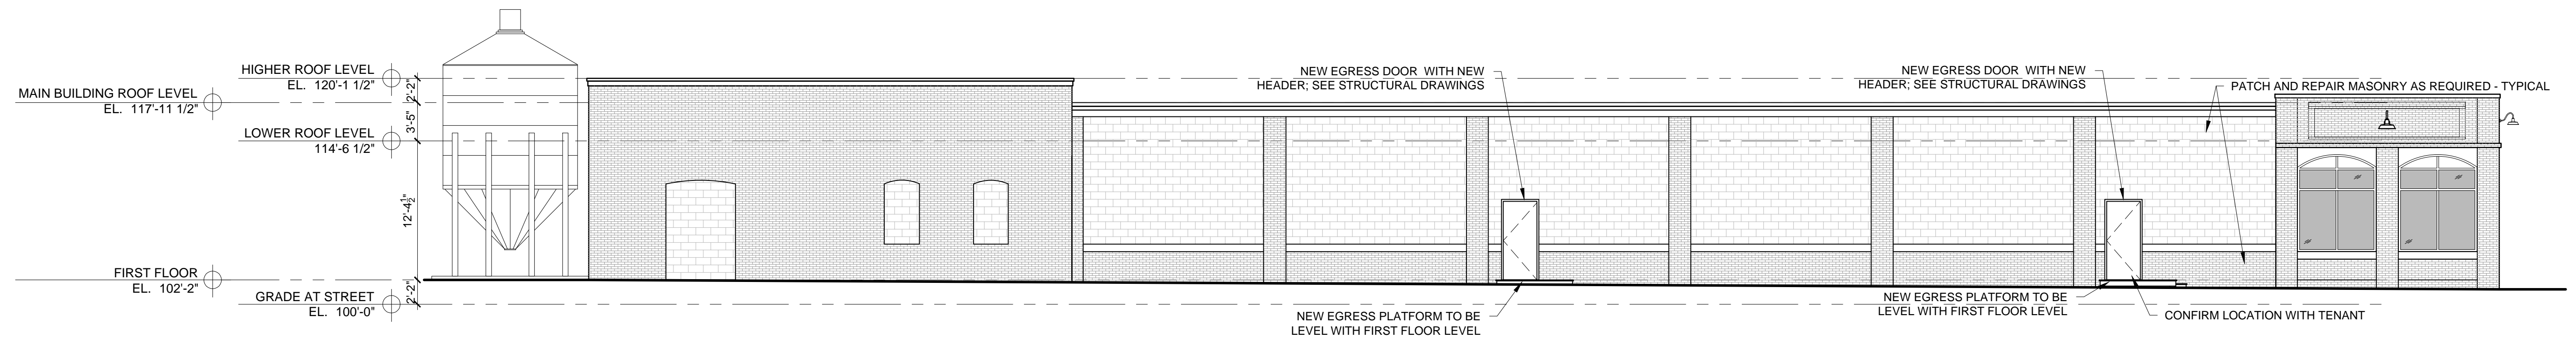 HIGHER ROOF LEVEL
EL. 120'-1 1/2"
MAIN BUILDING ROOF LEVEL
EL. 117'-11 1/2"
LOWER ROOF LEVEL
114'-6 1/2"
FIRST FLOOR
EL. 102'-2"
GRADE AT STREET
EL. 100'-0"
2'-2"
3'-5"
12'-4½"
2'-2"
NEW EGRESS DOOR WITH NEW
HEADER; SEE STRUCTURAL DRAWINGS
NEW EGRESS DOOR WITH NEW
HEADER; SEE STRUCTURAL DRAWINGS
PATCH AND REPAIR MASONRY AS REQUIRED - TYPICAL
NEW EGRESS PLATFORM TO BE
LEVEL WITH FIRST FLOOR LEVEL
NEW EGRESS PLATFORM TO BE
LEVEL WITH FIRST FLOOR LEVEL
CONFIRM LOCATION WITH TENANT